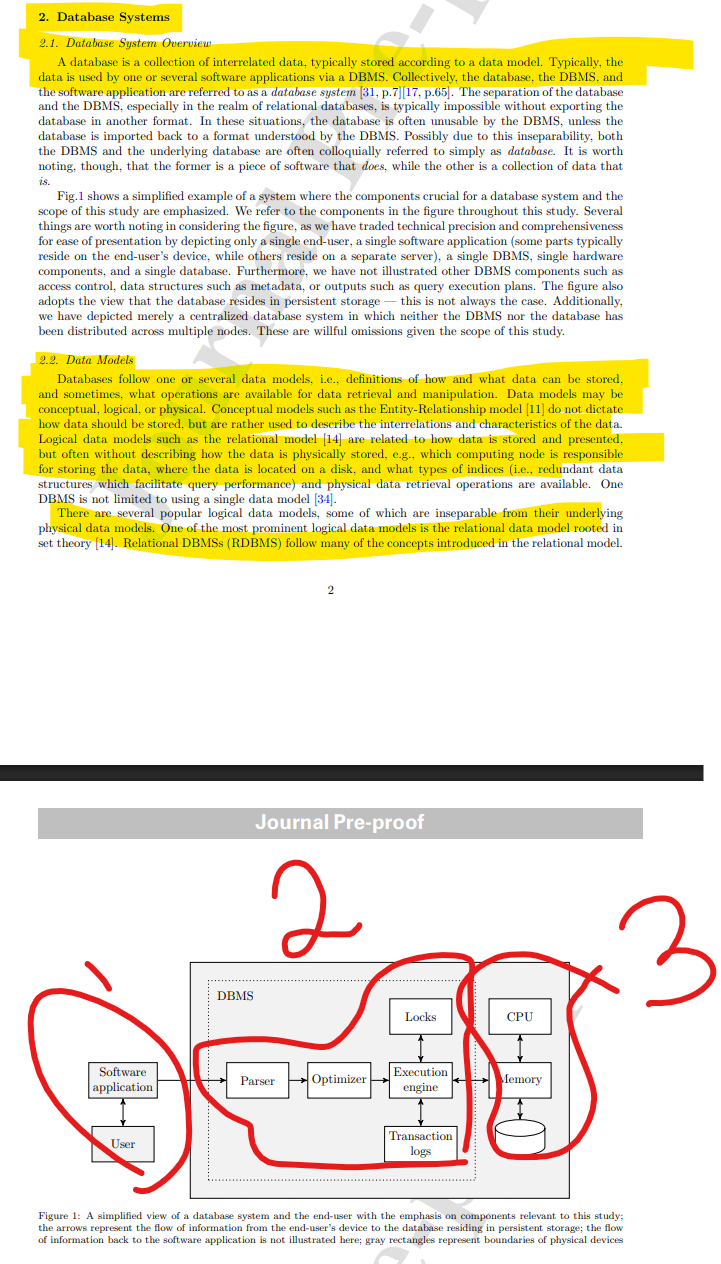 2. Database Systems
2.1. Database System Overview
A database is a collection of interrelated data, typically stored according to a data model. Typically, the
data is used by one or several software applications via a DBMS. Collectively, the database, the DBMS, and
the software application are referred to as a database system [31, p.7][17, p.65]. The separation of the database
and the DBMS, especially in the realm of relational databases, is typically impossible without exporting the
database in another format. In these situations, the database is often unusable by the DBMS, unless the
database is imported back to a format understood by the DBMS. Possibly due to this inseparability, both
the DBMS and the underlying database are often colloquially referred to simply as database. It is worth
noting, though, that the former is a piece of software that does, while the other is a collection of data that
is.
Fig.1 shows a simplified example of a system where the components crucial for a database system and the
scope of this study are emphasized. We refer to the components in the figure throughout this study. Several
things are worth noting in considering the figure, as we have traded technical precision and comprehensiveness
for ease of presentation by depicting only a single end-user, a single software application (some parts typically
reside on the end-user's device, while others reside on a separate server), a single DBMS, single hardware
components, and a single database. Furthermore, we have not illustrated other DBMS components such as
access control, data structures such as metadata, or outputs such as query execution plans. The figure also
adopts the view that the database resides in persistent storage — this is not always the case. Additionally,
we have depicted merely a centralized database system in which neither the DBMS nor the database has
been distributed across multiple nodes. These are willful omissions given the scope of this study.
2.2. Data Models
Databases follow one or several data models, i.e., definitions of how and what data can be stored,
and sometimes, what operations are available for data retrieval and manipulation. Data models may be
conceptual, logical, or physical. Conceptual models such as the Entity-Relationship model [11] do not dictate
how data should be stored, but are rather used to describe the interrelations and characteristics of the data.
Logical data models such as the relational model [14] are related to how data is stored and presented,
but often without describing how the data is physically stored, e.g., which computing node is responsible
for storing the data, where the data is located on a disk, and what types of indices (i.e., redundant data
structures which facilitate query performance) and physical data retrieval operations are available. One
DBMS is not limited to using a single data model [34].
There are several popular logical data models, some of which are inseparable from their underlying
physical data models. One of the most prominent logical data models is the relational data model rooted in
set theory [14]. Relational DBMSs (RDBMS) follow many of the concepts introduced in the relational model.
2
Journal Pre-proof
2
3
1
DBMS
Locks
CPU
Software
application
Parser
Optimizer
Execution
engine
Memory
User
Transaction
logs
Figure 1: A simplified view of a database system and the end-user with the emphasis on components relevant to this study;
the arrows represent the flow of information from the end-user's device to the database residing in persistent storage; the flow
of information back to the software application is not illustrated here; gray rectangles represent boundaries of physical devices